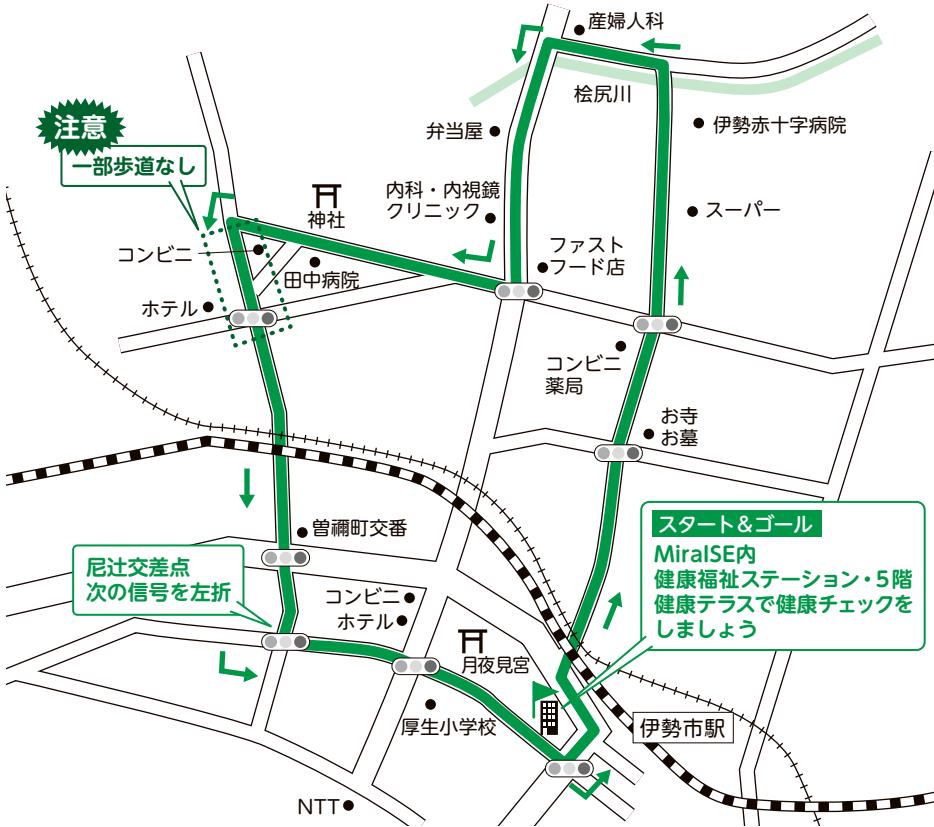 産婦人科
桧尻川
注意
一部歩道なし
弁当屋
伊勢赤十字病院
神社
内科・内視鏡
クリニック
スーパー
コンビニ
田中病院
ファスト
フード店
ホテル
コンビニ
薬局
お寺
お墓
曽禰町交番
スタート&ゴール
MiraISE内
健康福祉ステーション・5階
健康テラスで健康チェックを
しましょう
尼辻交差点
次の信号を左折
コンビニ
ホテル
月夜見宮
厚生小学校
伊勢市駅
NTT